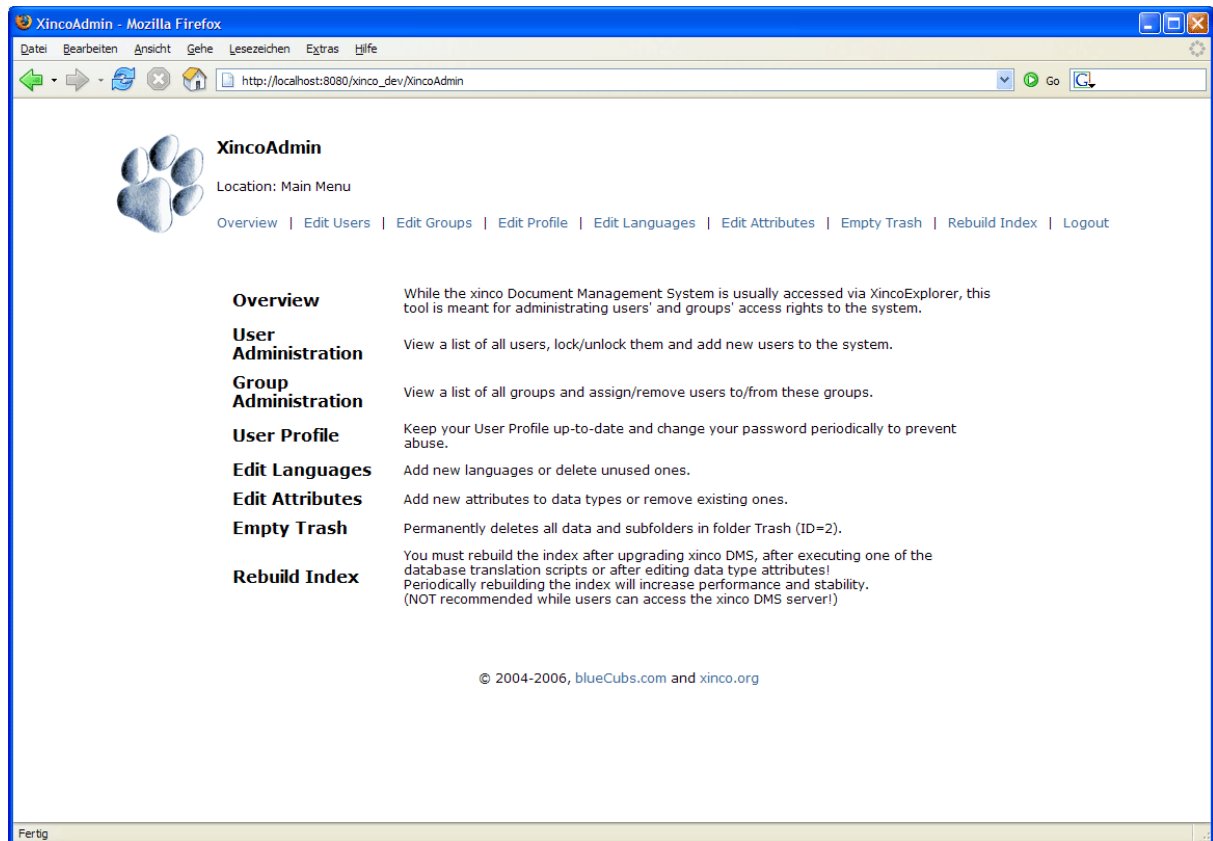 XincoAdmin - Mozilla Firefox
Datei Bearbeiten Ansicht Gehe Lesezeichen Extras Hilfe
http://localhost:8080/xinco_dev/XincoAdmin Go G
XincoAdmin
Location: Main Menu
Overview | Edit Users | Edit Groups | Edit Profile | Edit Languages | Edit Attributes | Empty Trash | Rebuild Index | Logout
Overview
While the xinco Document Management System is usually accessed via XincoExplorer, this
tool is meant for administrating users' and groups' access rights to the system.
User
Administration
View a list of all users, lock/unlock them and add new users to the system.
Group
Administration
View a list of all groups and assign/remove users to/from these groups.
User Profile
Keep your User Profile up-to-date and change your password periodically to prevent
abuse.
Edit Languages
Add new languages or delete unused ones.
Edit Attributes
Add new attributes to data types or remove existing ones.
Empty Trash
Permanently deletes all data and subfolders in folder Trash (ID=2).
Rebuild Index
You must rebuild the index after upgrading xinco DMS, after executing one of the
database translation scripts or after editing data type attributes!
Periodically rebuilding the index will increase performance and stability.
(NOT recommended while users can access the xinco DMS server!)
© 2004-2006, blueCubs.com and xinco.org
Fertig